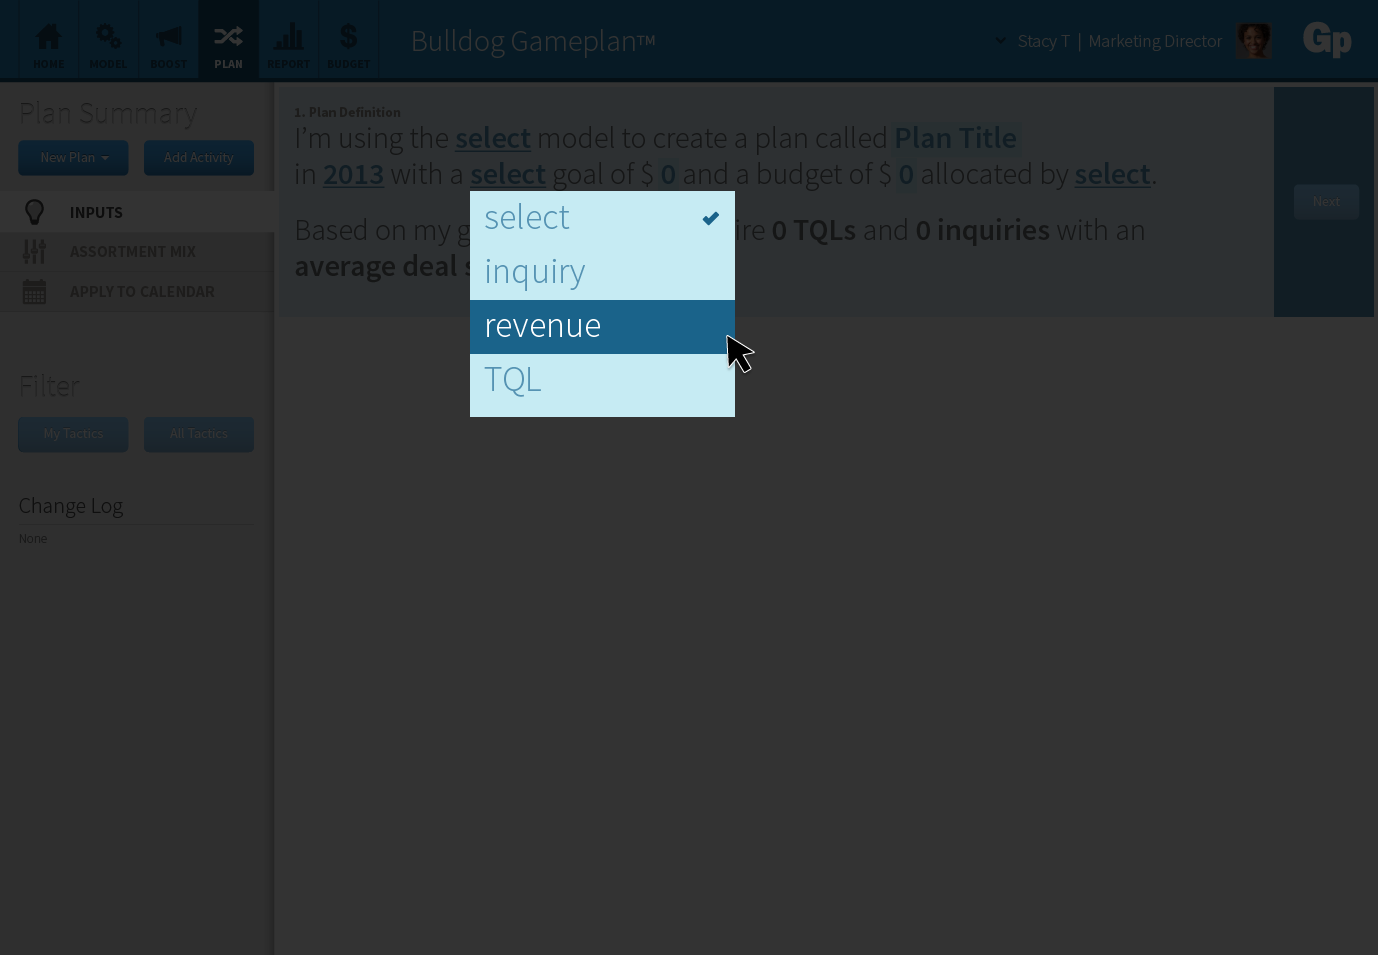 HOME
MODEL
BOOST
PLAN
REPORT
BUDGET
Bulldog Gameplan™
Stacy T | Marketing Director
Gp
Plan Summary
New Plan
Add Activity
INPUTS
ASSORTMENT MIX
APPLY TO CALENDAR
Filter
My Tactics
All Tactics
Change Log
None
1. Plan Definition
I'm using the select model to create a plan called Plan Title
in 2013 with a select goal of $ 0 and a budget of $ 0 allocated by select.
Based on my g ire 0 TQLs and 0 inquiries with an
average deal s
Next
select
inquiry
revenue
TQL